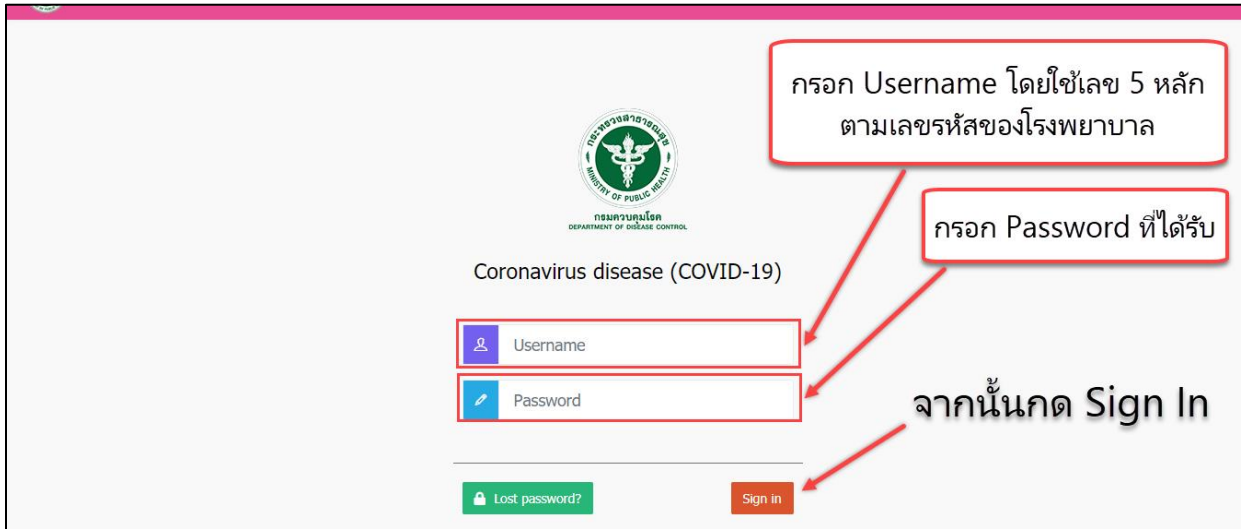 กรอก Username โดยใช้เลข 5 หลัก
ตามเลขรหัสของโรงพยาบาล
กระทรวงสาธารณสุข
MINISTRY OF PUBLIC HEALTH
กรมควบคุมโรค
DEPARTMENT OF DISEASE CONTROL
กรอก Password ที่ได้รับ
Coronavirus disease (COVID-19)
Username
Password
จากนั้นกด Sign In
Lost password?
Sign in